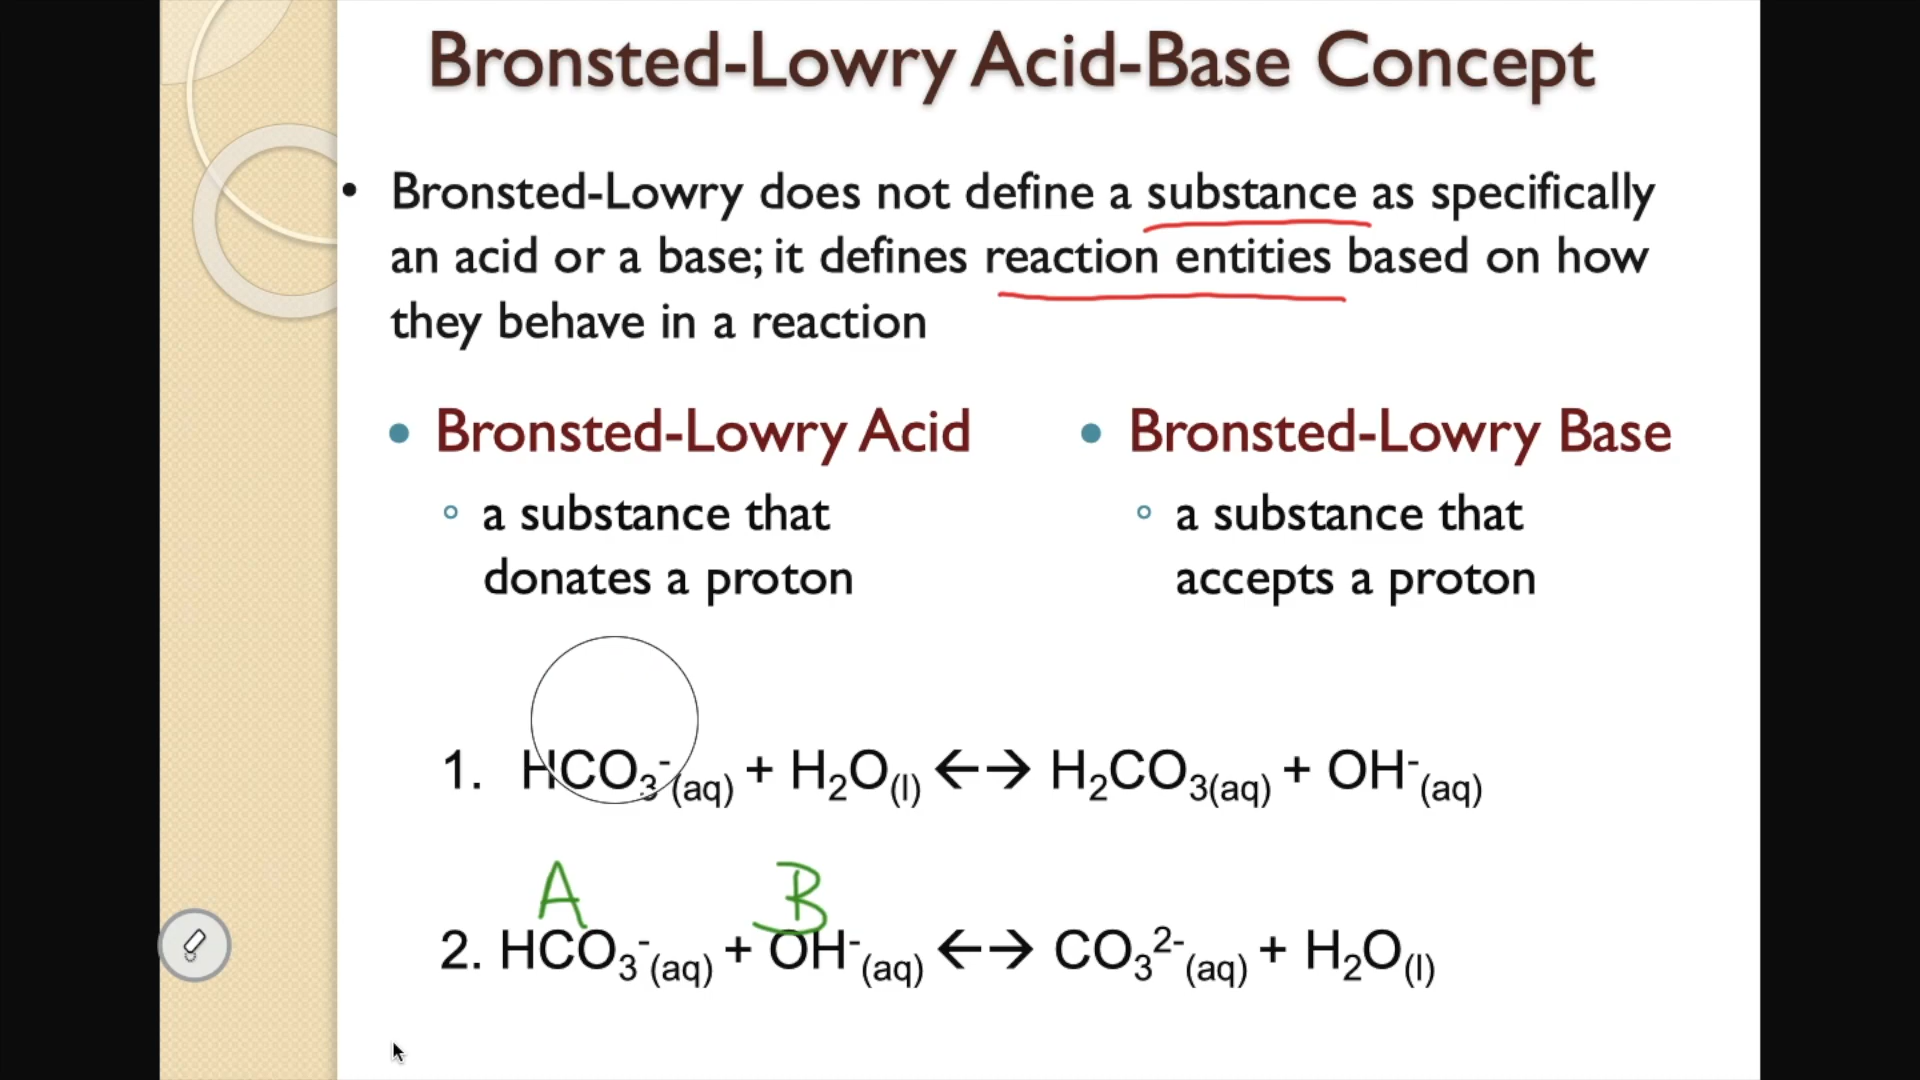 Bronsted-Lowry Acid-Base Concept
• Bronsted-Lowry does not define a substance as specifically
an acid or a base; it defines reaction entities based on how
they behave in a reaction
• Bronsted-Lowry Acid
◦ a substance that
donates a proton
• Bronsted-Lowry Base
◦ a substance that
accepts a proton
1. HCO₃⁻(aq) + H₂O(l) ←→ H₂CO₃(aq) + OH⁻(aq)
A B
2. HCO₃⁻(aq) + OH⁻(aq) ←→ CO₃²⁻(aq) + H₂O(l)